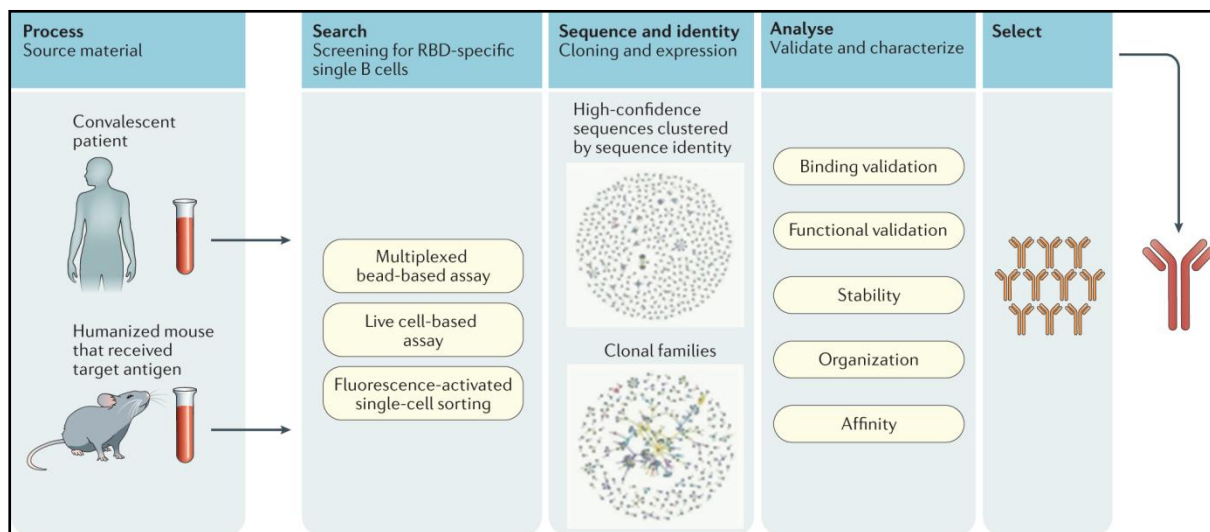 Process
Source material
Convalescent
patient
Humanized mouse
that received
target antigen
Search
Screening for RBD-specific
single B cells
Multiplexed
bead-based assay
Live cell-based
assay
Fluorescence-activated
single-cell sorting
Sequence and identity
Cloning and expression
High-confidence
sequences clustered
by sequence identity
Clonal families
Analyse
Validate and characterize
Binding validation
Functional validation
Stability
Organization
Affinity
Select